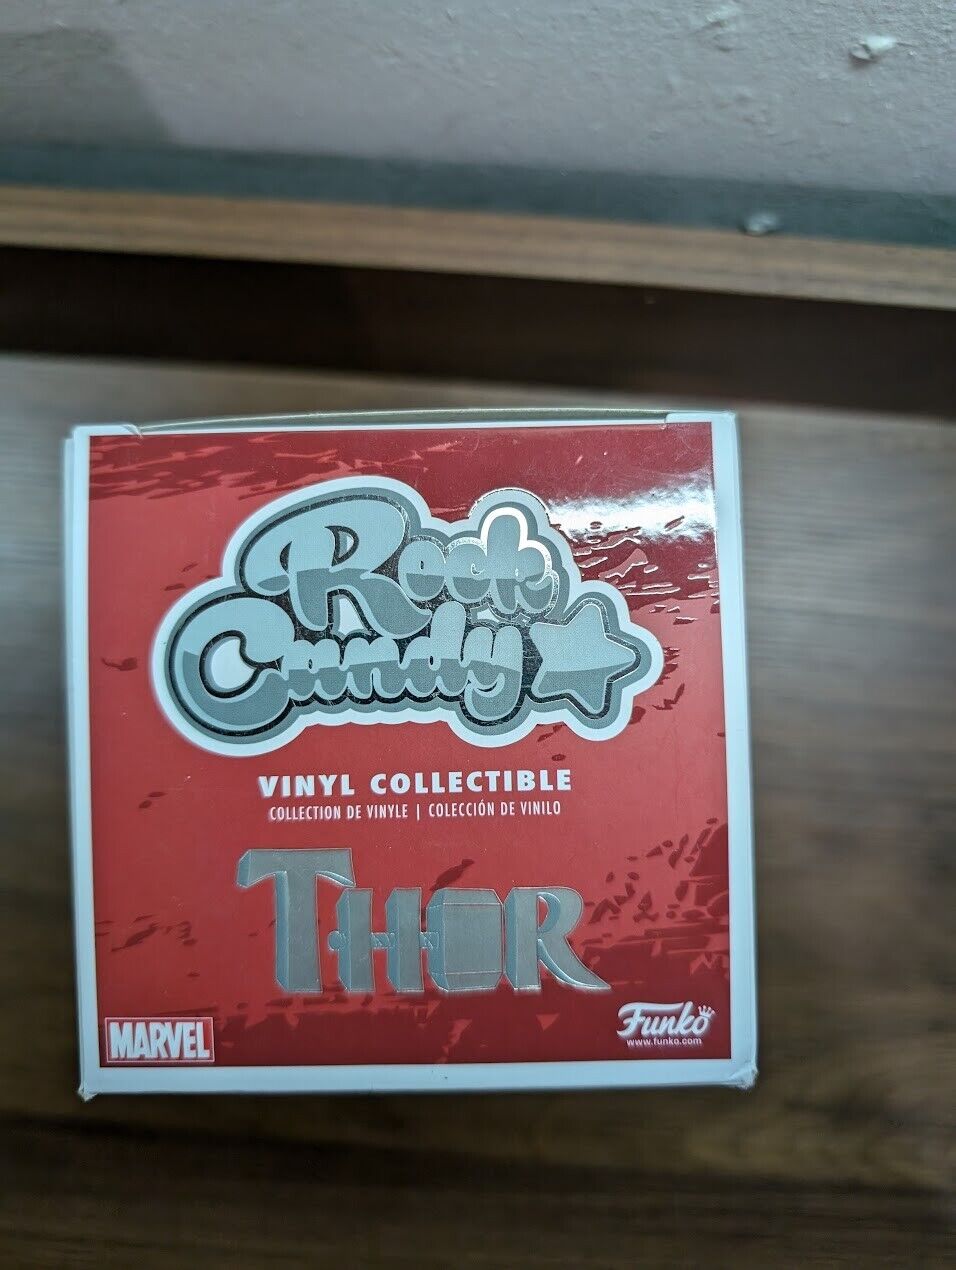 Rock
Candy
VINYL COLLECTIBLE
COLLECTION DE VINYLE | COLECCIÓN DE VINILO
THOR
MARVEL
Funko
www.funko.com